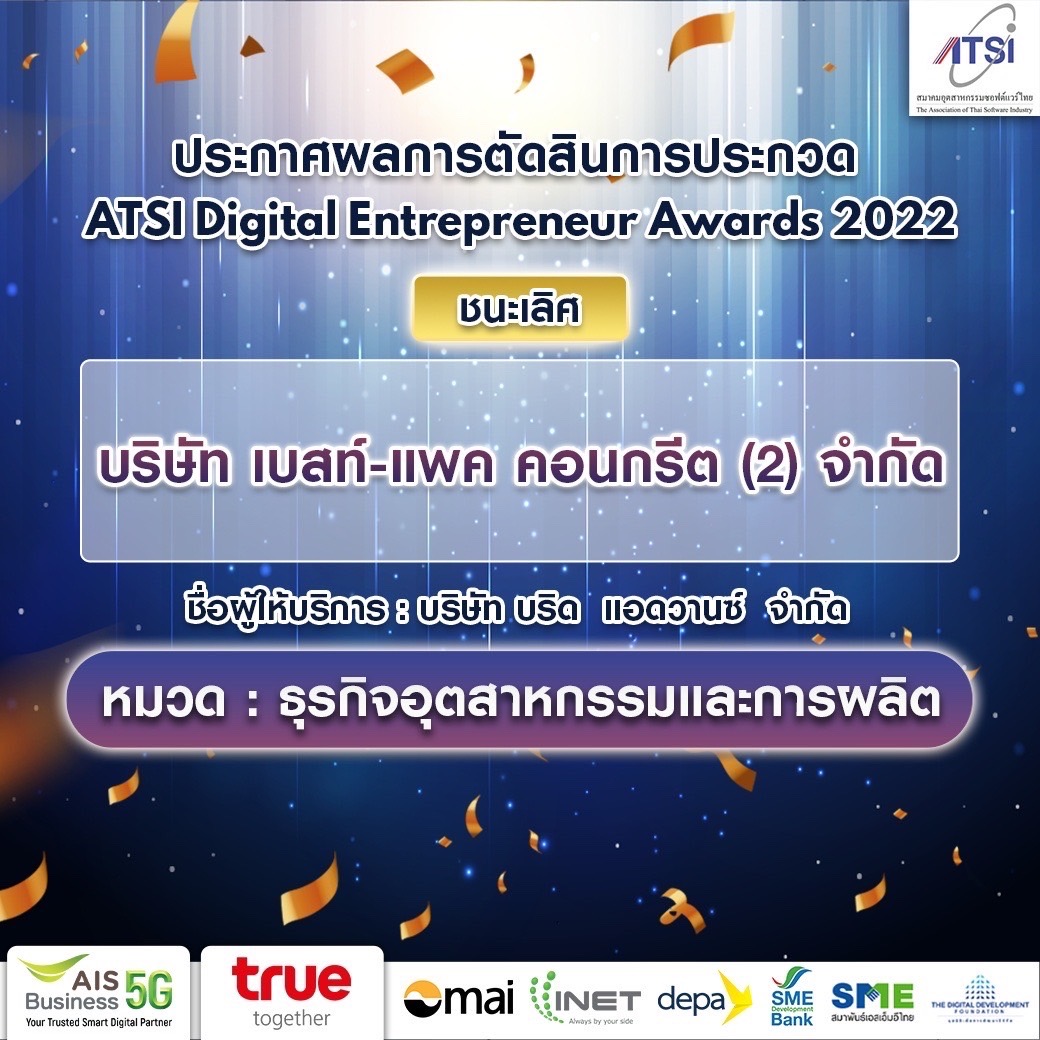 ATSI
สมาคมอุตสาหกรรมซอฟต์แวร์ไทย
The Association of Thai Software Industry
ประกาศผลการตัดสินการประกวด
ATSI Digital Entrepreneur Awards 2022
ชนะเลิศ
บริษัท เบสท์-แพค คอนกรีต (2) จำกัด
ชื่อผู้ให้บริการ : บริษัท บริด แอดวานซ์ จำกัด
หมวด : ธุรกิจอุตสาหกรรมและการผลิต
AIS 5G
Business
Your Trusted Smart Digital Partner
true
together
mai
INET
Always by your side
depa
SME
Development
Bank
SME
สมาพันธ์เอสเอ็มอีไทย
THE DIGITAL DEVELOPMENT
FOUNDATION